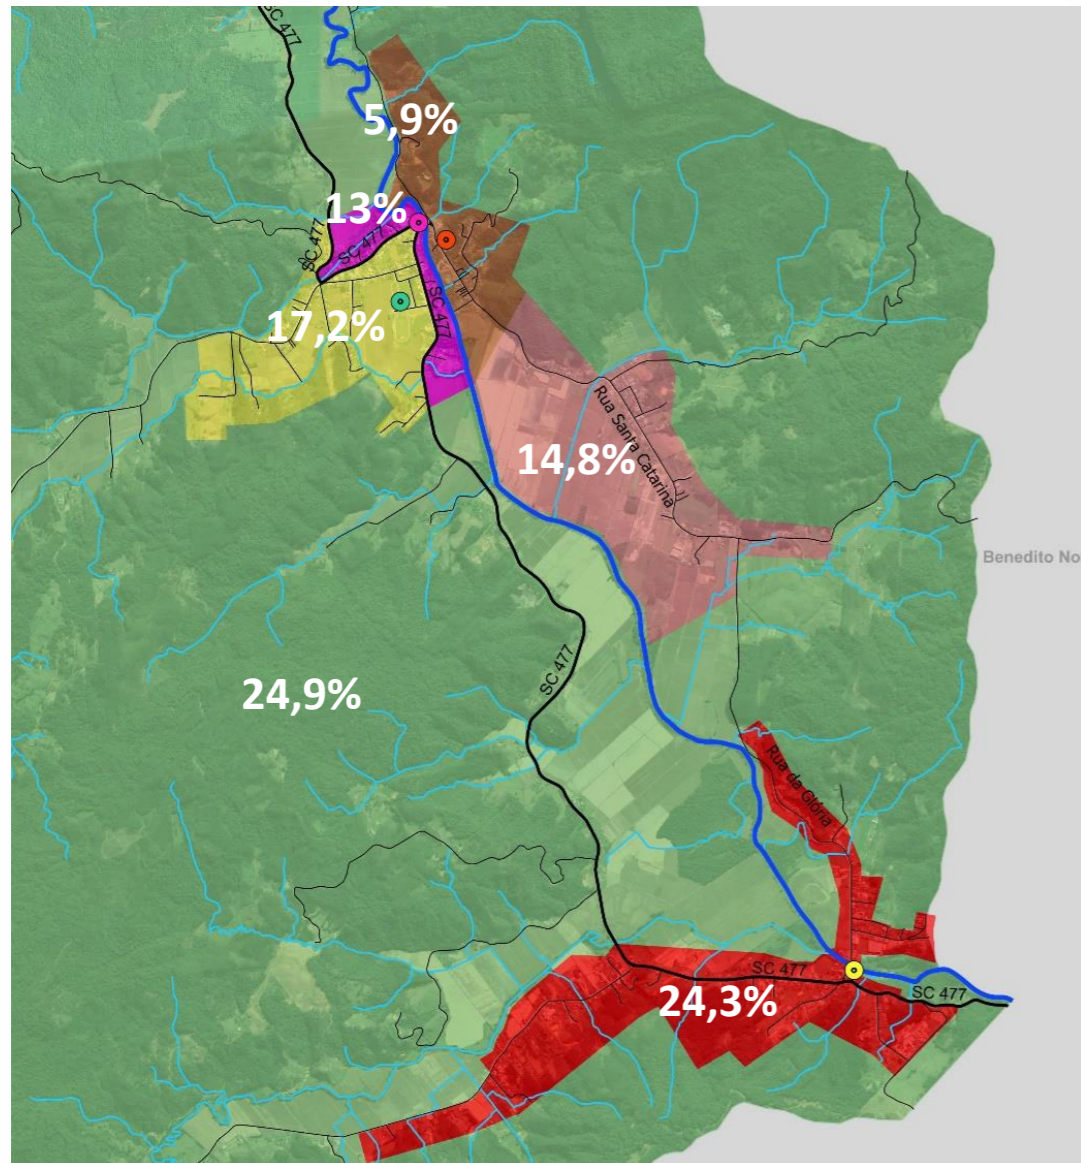 SC 477
5,9%
13%
SC 477
SC 477
SC 477
17,2%
Rua Santa Catarina
14,8%
Benedito No
SC 477
24,9%
Rua da Glória
SC 477
SC 477
24,3%